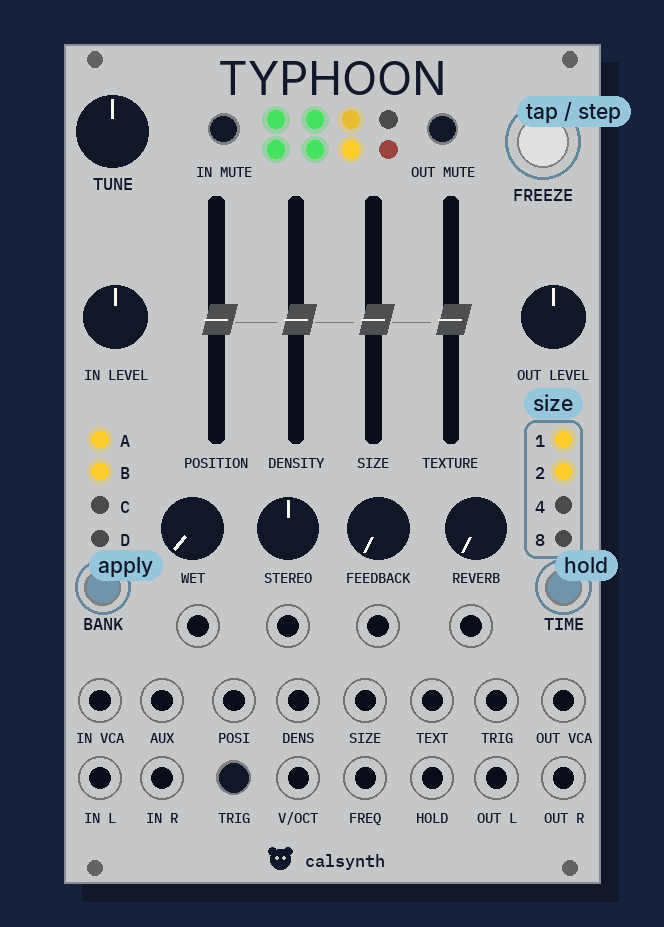 TYPHOON
tap / step
TUNE
IN MUTE
OUT MUTE
FREEZE
IN LEVEL
OUT LEVEL
size
A
B
C
D
1
2
4
8
POSITION DENSITY SIZE TEXTURE
apply
hold
BANK
WET STEREO FEEDBACK REVERB
TIME
IN VCA AUX POSI DENS SIZE TEXT TRIG OUT VCA
IN L IN R TRIG V/OCT FREQ HOLD OUT L OUT R
calsynth